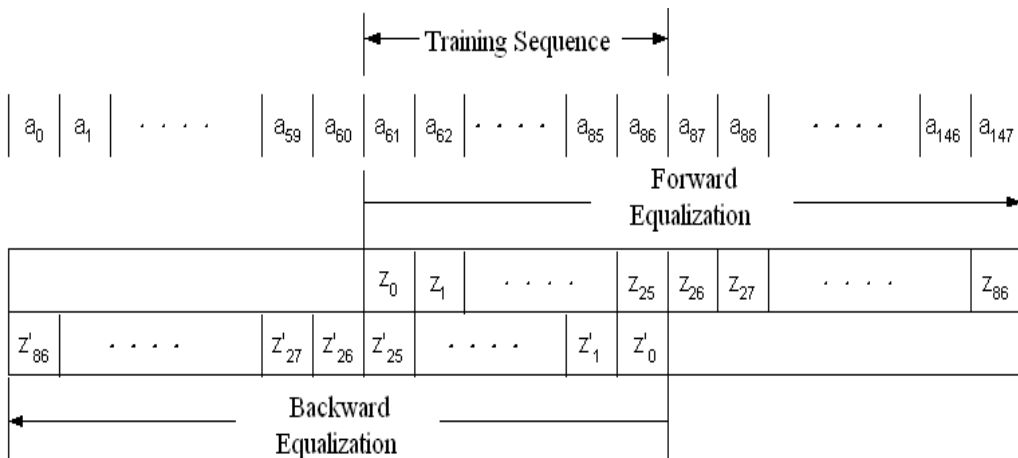 Training Sequence
a0 a1 . . . . a59 a60 a61 a62 . . . . a85 a86 a87 a88 . . . . a146 a147
Forward
Equalization
z0 z1 . . . . z25 z26 z27 . . . . z86
z'86 . . . . z'27 z'26 z'25 . . . . z'1 z'0
Backward
Equalization